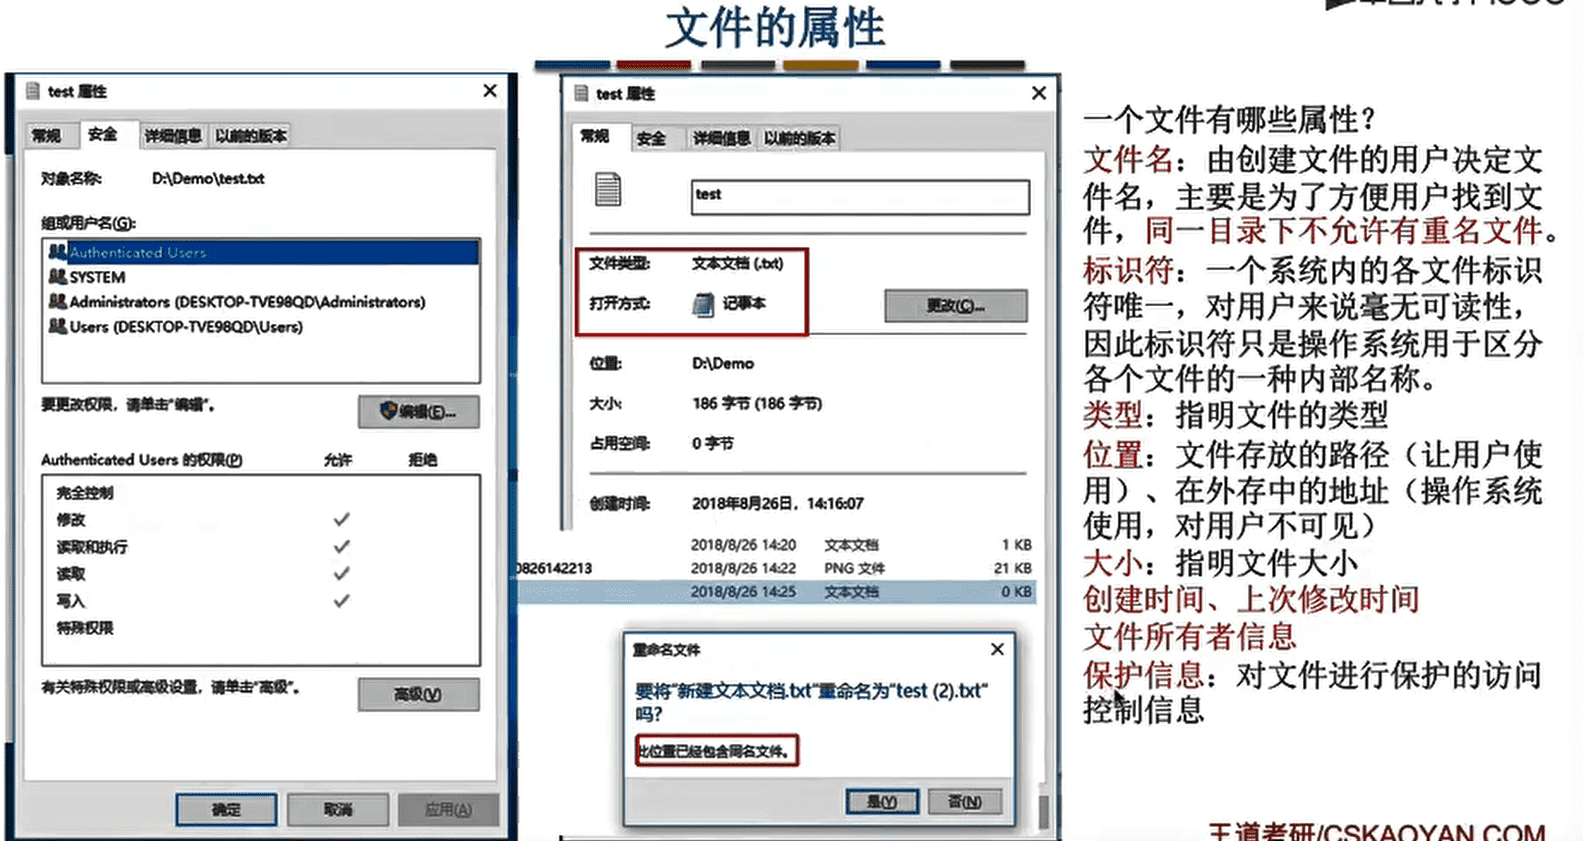 文件的属性
test 属性
常规 安全 详细信息 以前的版本
对象名称: D:\Demo\test.txt
组或用户名(G):
Authenticated Users
SYSTEM
Administrators (DESKTOP-TVE98QD\Administrators)
Users (DESKTOP-TVE98QD\Users)
要更改权限，请单击"编辑"。
编辑(E)...
Authenticated Users 的权限(P) 允许 拒绝
完全控制
修改
读取和执行
读取
写入
特殊权限
有关特殊权限或高级设置，请单击"高级"。
高级(V)
确定 取消 应用(A)
test 属性
常规 安全 详细信息 以前的版本
test
文件类型: 文本文档 (.txt)
打开方式: 记事本 更改(C)...
位置: D:\Demo
大小: 186 字节 (186 字节)
占用空间: 0 字节
创建时间: 2018年8月26日，14:16:07
2018/8/26 14:20 文本文档 1 KB
0826142213 2018/8/26 14:22 PNG 文件 21 KB
2018/8/26 14:25 文本文档 0 KB
重命名文件
要将"新建文本文档.txt"重命名为"test (2).txt"
吗?
此位置已经包含同名文件。
是(Y) 否(N)
一个文件有哪些属性？
文件名：由创建文件的用户决定文
件名，主要是为了方便用户找到文
件，同一目录下不允许有重名文件。
标识符：一个系统内的各文件标识
符唯一，对用户来说毫无可读性，
因此标识符只是操作系统用于区分
各个文件的一种内部名称。
类型：指明文件的类型
位置：文件存放的路径（让用户使
用）、在外存中的地址（操作系统
使用，对用户不可见）
大小：指明文件大小
创建时间、上次修改时间
文件所有者信息
保护信息：对文件进行保护的访问
控制信息
王道考研/CSKAOYAN.COM